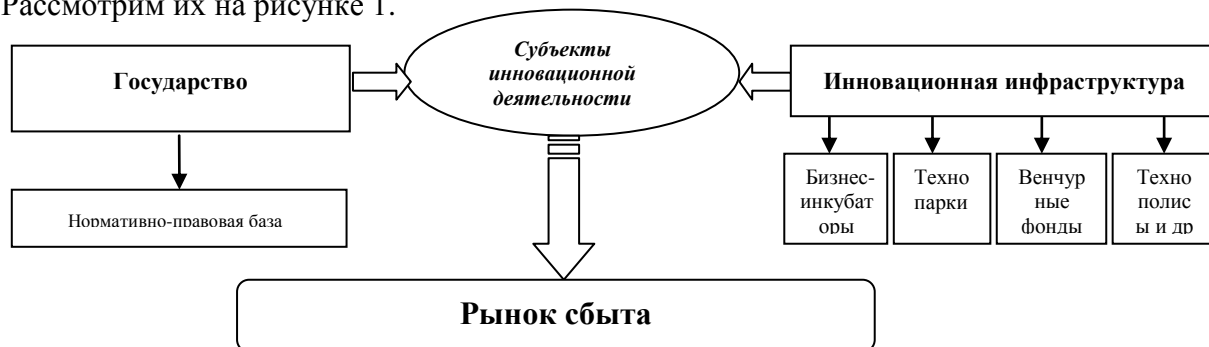 Рассмотрим их на рисунке 1.
Субъекты
инновационной
деятельности
Государство
Инновационная инфраструктура
Бизнес-
инкубат
оры
Техно
парки
Венчур
ные
фонды
Техно
полис
ы и др
Нормативно-правовая база
Рынок сбыта